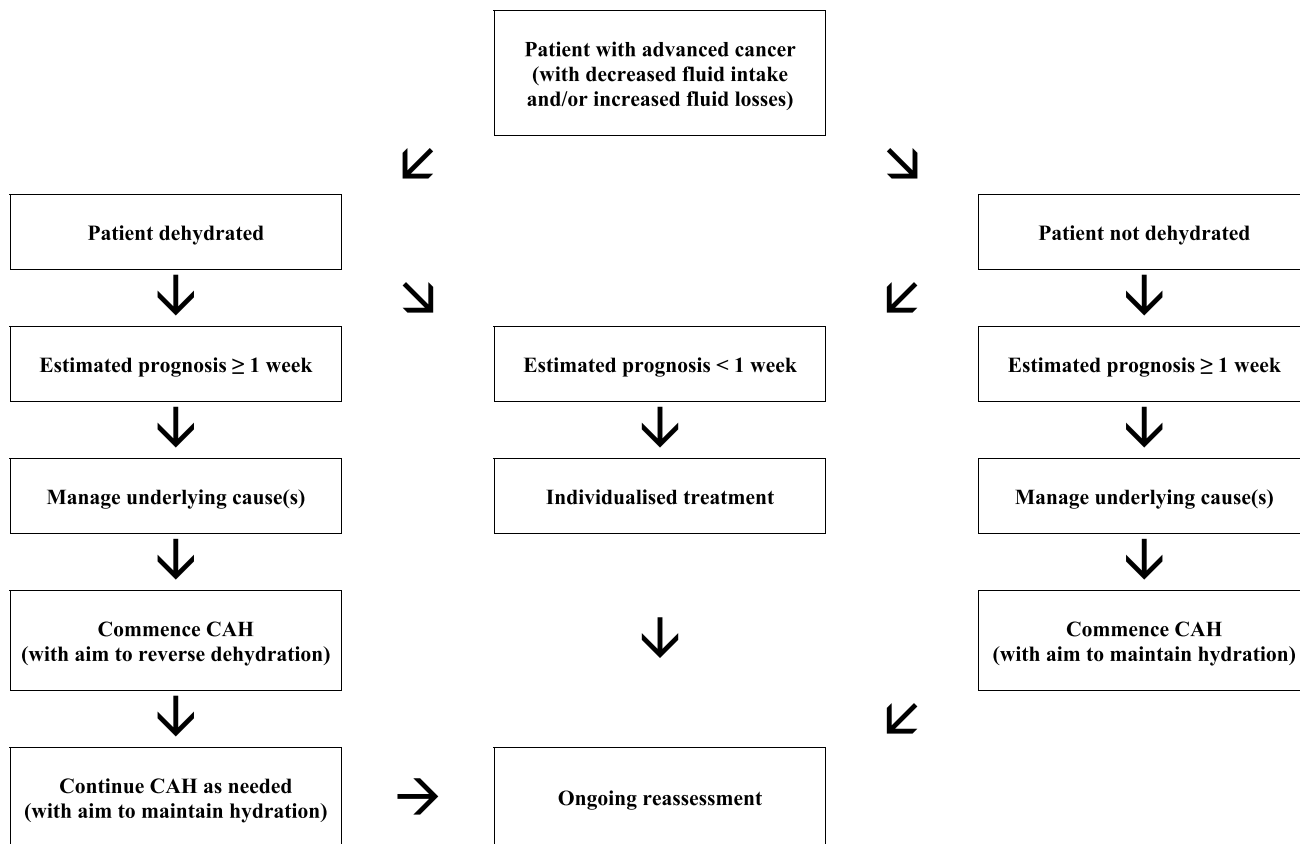 Patient with advanced cancer
(with decreased fluid intake
and/or increased fluid losses)
Patient dehydrated
Patient not dehydrated
Estimated prognosis ≥ 1 week
Estimated prognosis < 1 week
Estimated prognosis ≥ 1 week
Manage underlying cause(s)
Individualised treatment
Manage underlying cause(s)
Commence CAH
(with aim to reverse dehydration)
Commence CAH
(with aim to maintain hydration)
Continue CAH as needed
(with aim to maintain hydration)
Ongoing reassessment